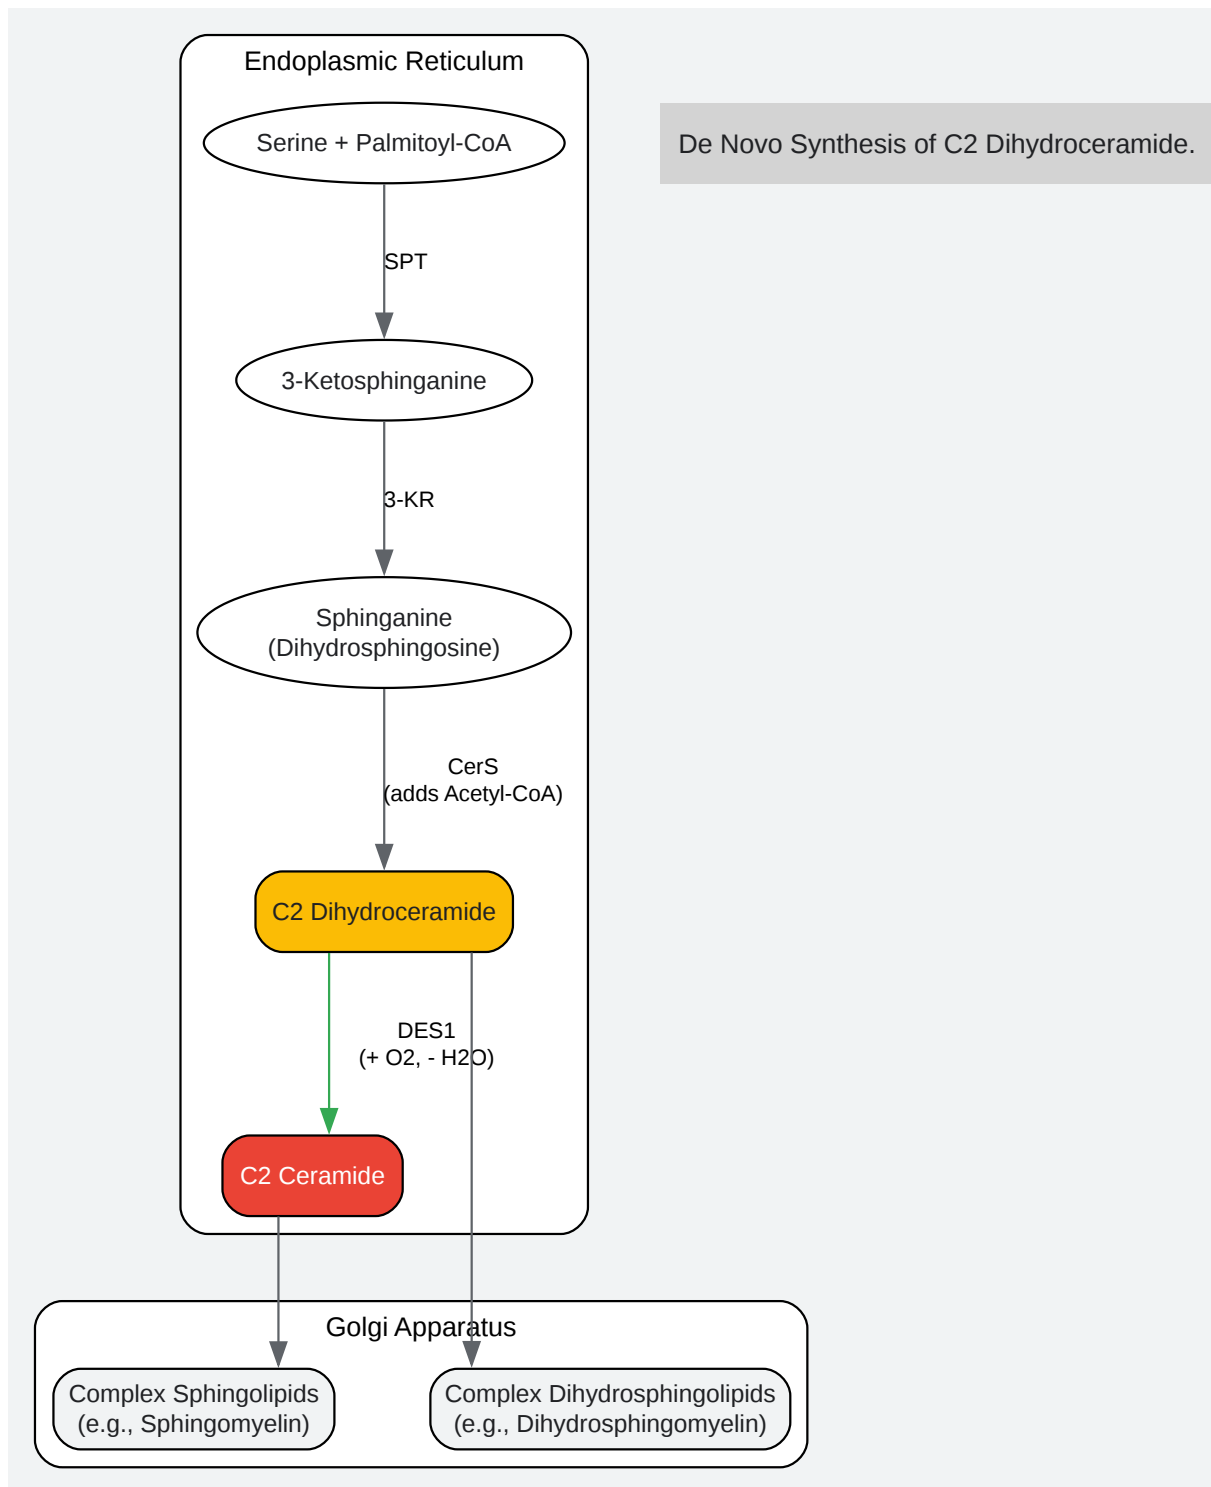 Endoplasmic Reticulum
Serine + Palmitoyl-CoA
De Novo Synthesis of C2 Dihydroceramide.
SPT
3-Ketosphinganine
3-KR
Sphinganine
(Dihydrosphingosine)
CerS
(adds Acetyl-CoA)
C2 Dihydroceramide
DES1
(+ O2, - H2O)
C2 Ceramide
Golgi Apparatus
Complex Sphingolipids
(e.g., Sphingomyelin)
Complex Dihydrosphingolipids
(e.g., Dihydrosphingomyelin)